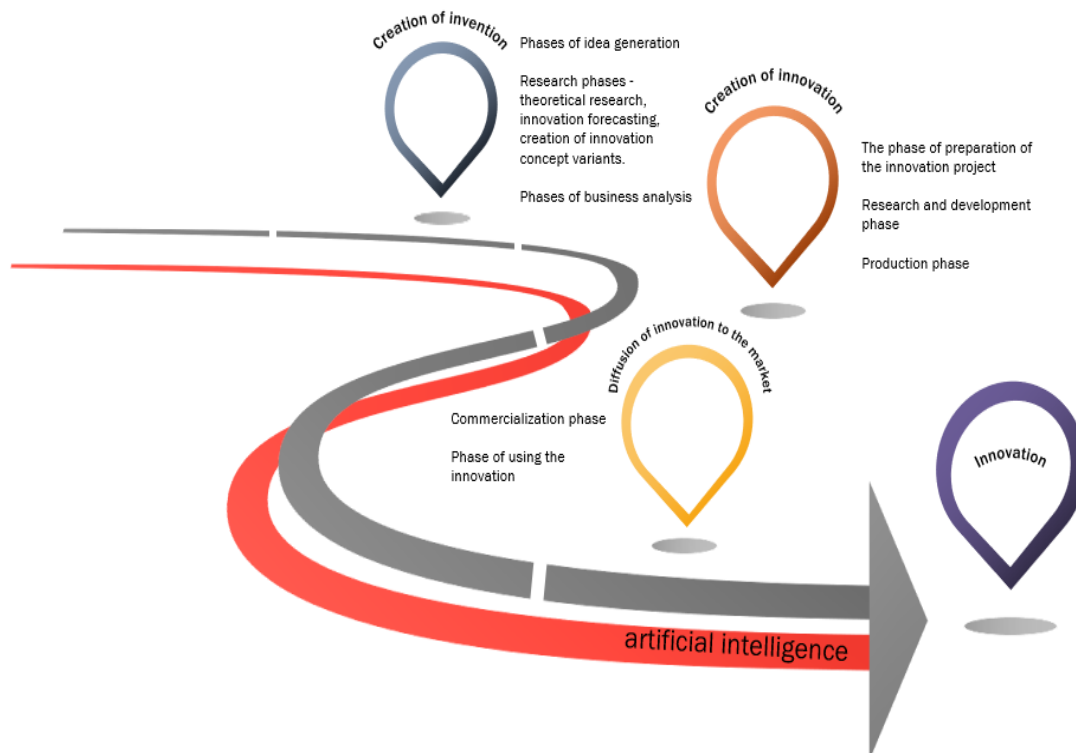 Creation of invention
Phases of idea generation
Research phases -
theoretical research,
innovation forecasting,
creation of innovation
concept variants.
Phases of business analysis
Creation of innovation
The phase of preparation of
the innovation project
Research and development
phase
Production phase
Diffusion of innovation to the market
Commercialization phase
Phase of using the
innovation
Innovation
artificial intelligence